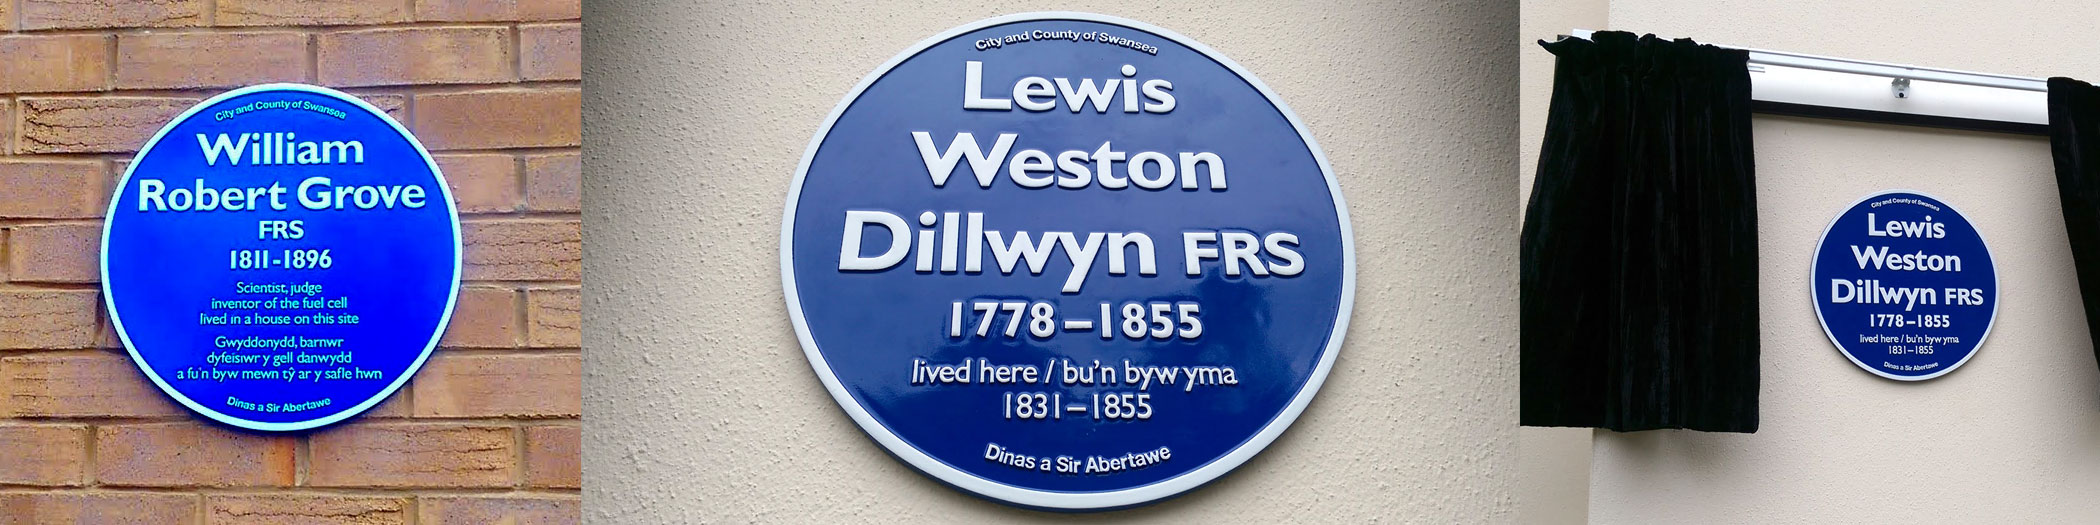 City and County of Swansea
William
Robert Grove
FRS
1811-1896
Scientist, judge
inventor of the fuel cell
lived in a house on this site
Gwyddonydd, barnwr
dyfeisiwr y gell danwydd
a fu'n byw mewn tŷ ar y safle hwn
Dinas a Sir Abertawe
City and County of Swansea
Lewis
Weston
Dillwyn FRS
1778–1855
lived here / bu'n byw yma
1831–1855
Dinas a Sir Abertawe
City and County of Swansea
Lewis
Weston
Dillwyn FRS
1778–1855
lived here / bu'n byw yma
1831–1855
Dinas a Sir Abertawe